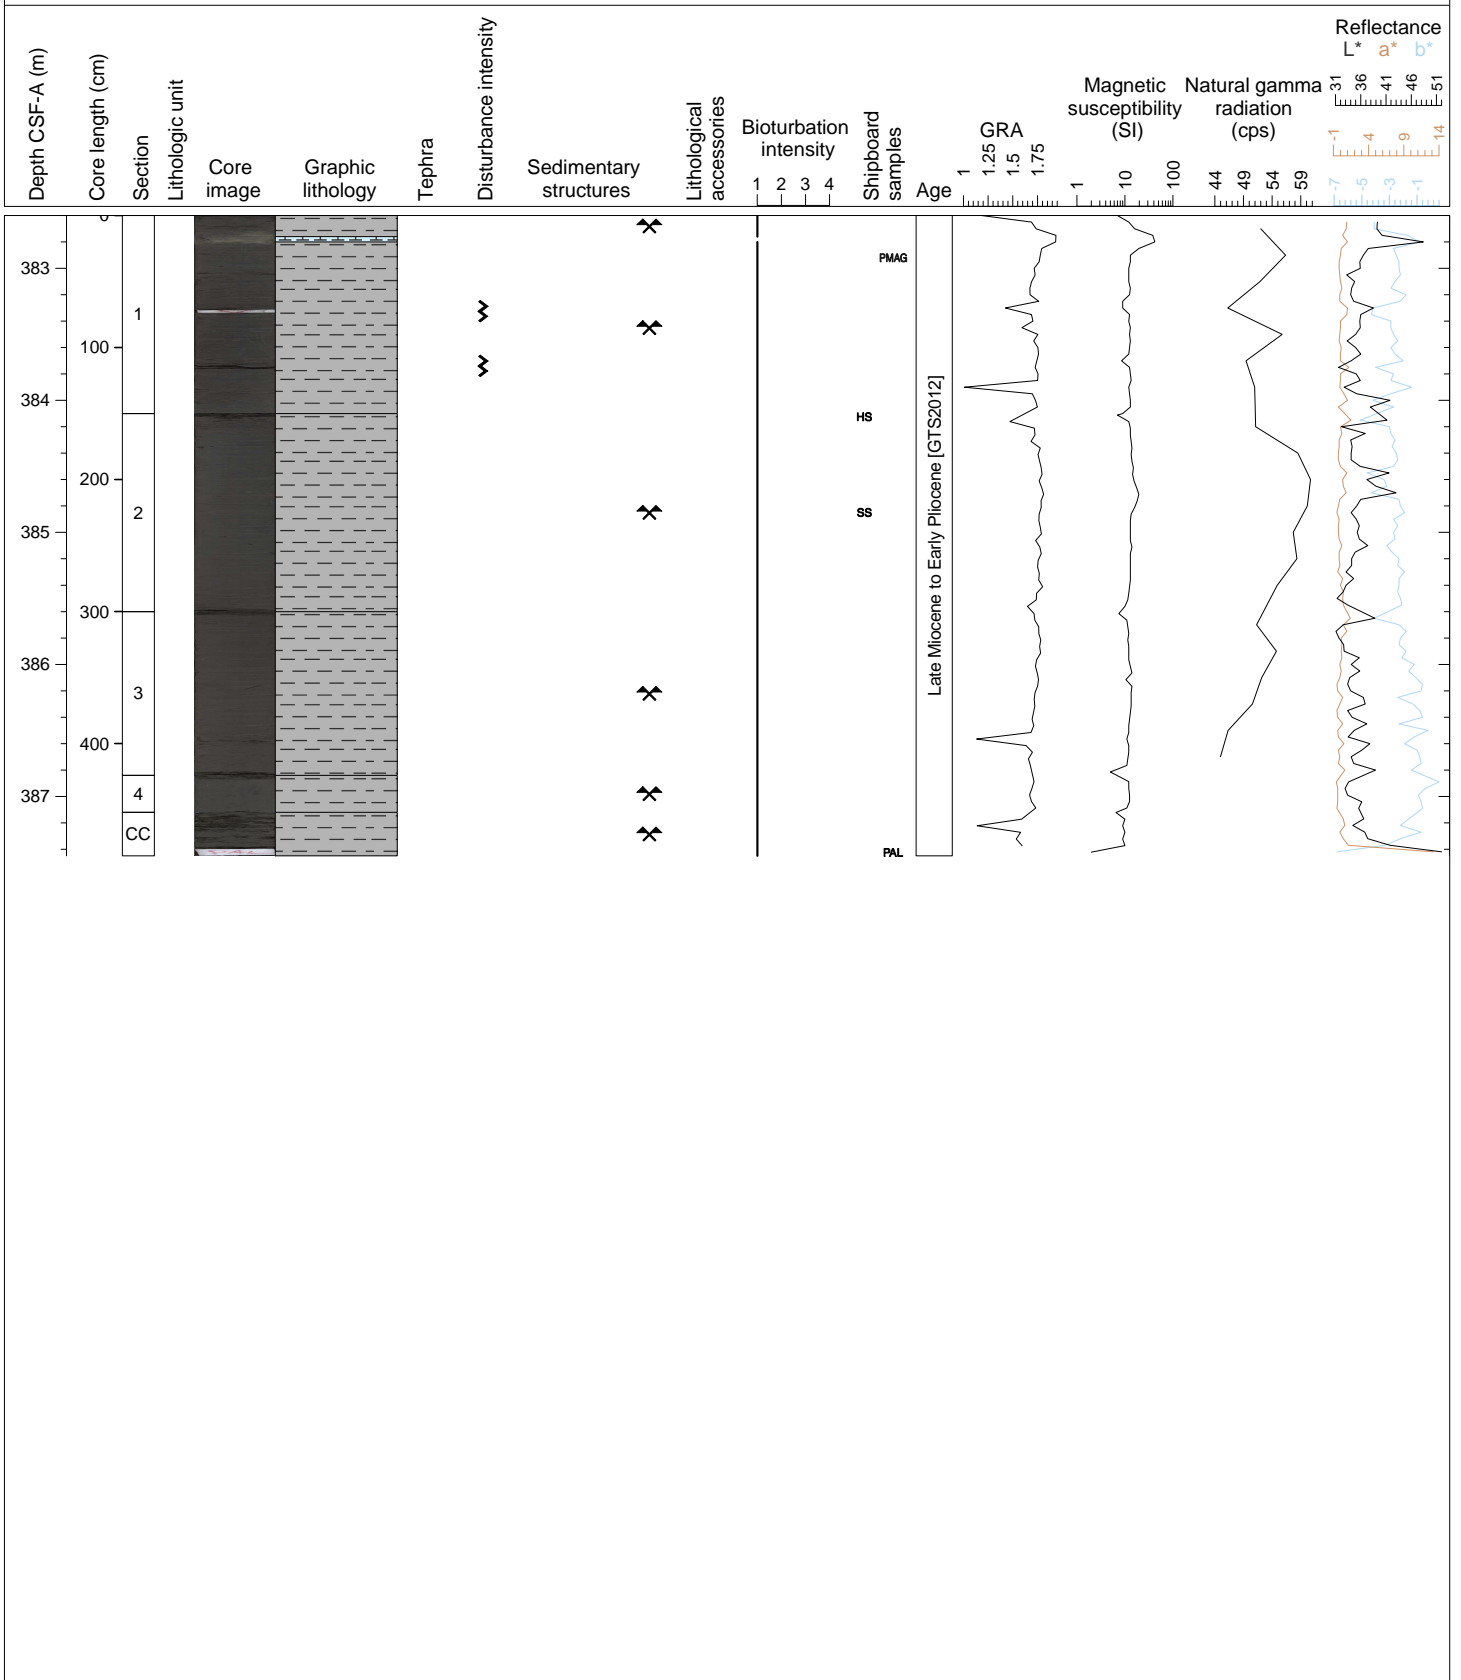 Depth CSF-A (m)
Core length (cm)
Section
Lithologic unit
Core
image
Graphic
lithology
Tephra
Disturbance intensity
Sedimentary
structures
Lithological
accessories
Bioturbation
intensity
1 2 3 4
Shipboard
samples
Age
GRA
1 1.25 1.5 1.75
Magnetic
susceptibility
(SI)
1 10 100
Natural gamma
radiation
(cps)
44 49 54 59
Reflectance
L* a* b*
31 36 41 46 51
-1 4 9 14
-7 -5 -3 -1
0
383
PMAG
1
100
384
HS
200
2
SS
385
Late Miocene to Early Pliocene [GTS2012]
300
386
3
400
387
4
CC
PAL